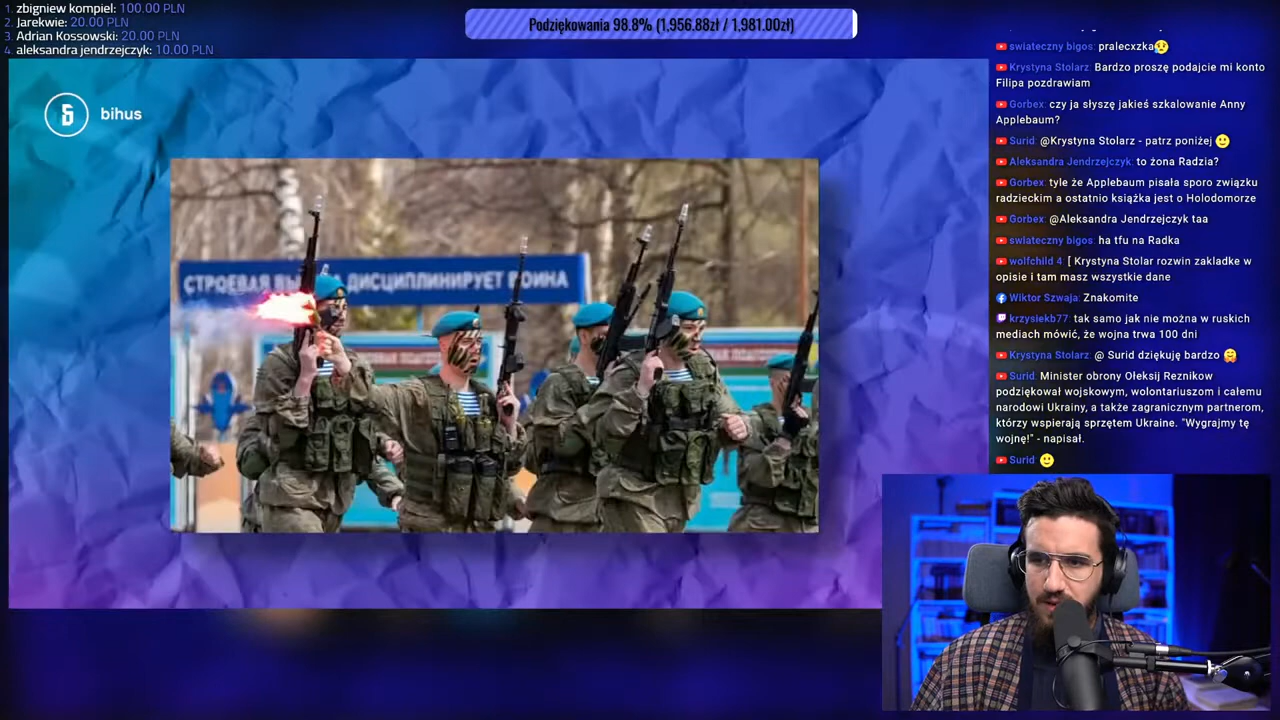 1. zbigniew kompiel: 100.00 PLN
2. Jarekwie: 20.00 PLN
3. Adrian Kossowski: 20.00 PLN
4. aleksandra jendrzejczyk: 10.00 PLN
Podziękowania 98.8% (1,956.88zł / 1,981.00zł)
bihus
СТРОЕВАЯ ДИСЦИПЛИНИРУЕТ ВОИНА
swiateczny bigos: pralecxzka😢
Krystyna Stolarz: Bardzo proszę podajcie mi konto
Filipa pozdrawiam
Gorbex: czy ja słyszę jakieś szkalowanie Anny
Applebaum?
Surid: @Krystyna Stolarz - patrz poniżej 🙂
Aleksandra Jendrzejczyk: to żona Radzia?
Gorbex: tyle że Applebaum pisała sporo związku
radzieckim a ostatnio książka jest o Holodomorze
Gorbex: @Aleksandra Jendrzejczyk taa
swiateczny bigos: ha tfu na Radka
wolfchild 4: [ Krystyna Stolar rozwin zakladke w
opisie i tam masz wszystkie dane
Wiktor Szwaja: Znakomite
krzysiekb77: tak samo jak nie można w ruskich
mediach mówić, że wojna trwa 100 dni
Krystyna Stolarz: @ Surid dziękuję bardzo 🤗
Surid: Minister obrony Ołeksij Reznikow
podziękował wojskowym, wolontariuszom i całemu
narodowi Ukrainy, a także zagranicznym partnerom,
którzy wspierają sprzętem Ukraine. "Wygrajmy tę
wojnę!" - napisał.
Surid 🙂